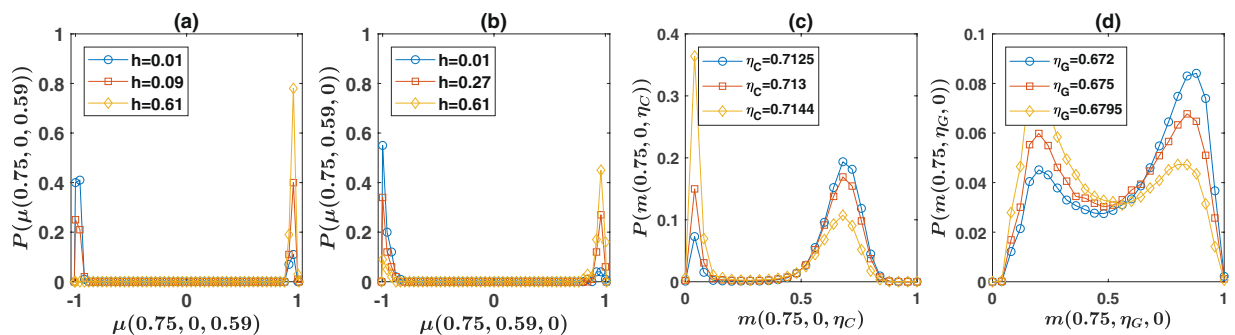 (a)
P(μ(0.75, 0, 0.59))
1
0.8
0.6
0.4
0.2
0
h=0.01
h=0.09
h=0.61
-1
0
1
μ(0.75, 0, 0.59)
(b)
P(μ(0.75, 0.59, 0))
1
0.8
0.6
0.4
0.2
0
h=0.01
h=0.27
h=0.61
-1
0
1
μ(0.75, 0.59, 0)
(c)
P(m(0.75, 0, η_C))
0.4
0.3
0.2
0.1
0
η_C=0.7125
η_C=0.713
η_C=0.7144
0
0.5
1
m(0.75, 0, η_C)
(d)
P(m(0.75, η_G, 0))
0.1
0.08
0.06
0.04
0.02
0
η_G=0.672
η_G=0.675
η_G=0.6795
0
0.5
1
m(0.75, η_G, 0)